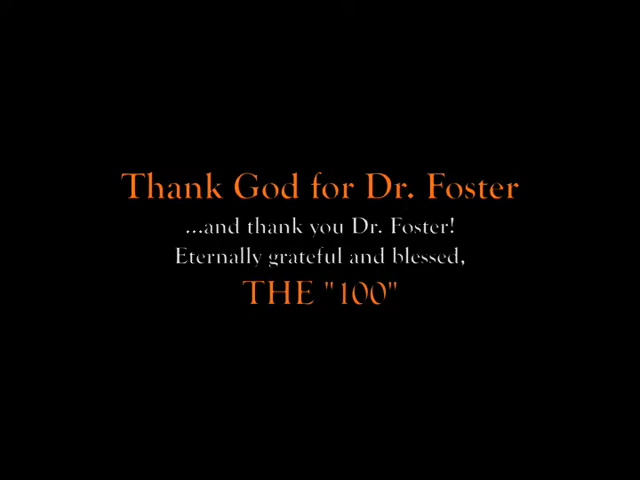 Thank God for Dr. Foster
...and thank you Dr. Foster!
Eternally grateful and blessed,
THE "100"